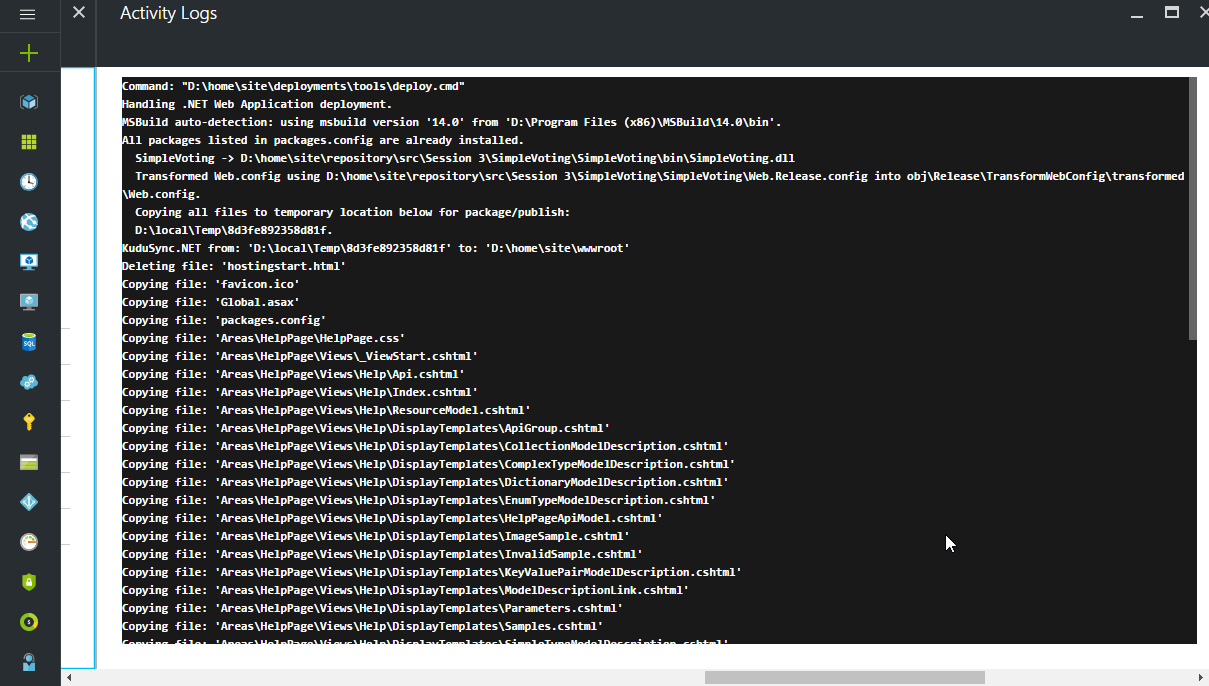 Activity Logs
Command: "D:\home\site\deployments\tools\deploy.cmd"
Handling .NET Web Application deployment.
MSBuild auto-detection: using msbuild version '14.0' from 'D:\Program Files (x86)\MSBuild\14.0\bin'.
All packages listed in packages.config are already installed.
SimpleVoting -> D:\home\site\repository\src\Session 3\SimpleVoting\SimpleVoting\bin\SimpleVoting.dll
Transformed Web.config using D:\home\site\repository\src\Session 3\SimpleVoting\SimpleVoting\Web.Release.config into obj\Release\TransformWebConfig\transformed
\Web.config.
Copying all files to temporary location below for package/publish:
D:\local\Temp\8d3fe892358d81f.
KuduSync.NET from: 'D:\local\Temp\8d3fe892358d81f' to: 'D:\home\site\wwwroot'
Deleting file: 'hostingstart.html'
Copying file: 'favicon.ico'
Copying file: 'Global.asax'
Copying file: 'packages.config'
Copying file: 'Areas\HelpPage\HelpPage.css'
Copying file: 'Areas\HelpPage\Views\_ViewStart.cshtml'
Copying file: 'Areas\HelpPage\Views\Help\Api.cshtml'
Copying file: 'Areas\HelpPage\Views\Help\Index.cshtml'
Copying file: 'Areas\HelpPage\Views\Help\ResourceModel.cshtml'
Copying file: 'Areas\HelpPage\Views\Help\DisplayTemplates\ApiGroup.cshtml'
Copying file: 'Areas\HelpPage\Views\Help\DisplayTemplates\CollectionModelDescription.cshtml'
Copying file: 'Areas\HelpPage\Views\Help\DisplayTemplates\ComplexTypeModelDescription.cshtml'
Copying file: 'Areas\HelpPage\Views\Help\DisplayTemplates\DictionaryModelDescription.cshtml'
Copying file: 'Areas\HelpPage\Views\Help\DisplayTemplates\EnumTypeModelDescription.cshtml'
Copying file: 'Areas\HelpPage\Views\Help\DisplayTemplates\HelpPageApiModel.cshtml'
Copying file: 'Areas\HelpPage\Views\Help\DisplayTemplates\ImageSample.cshtml'
Copying file: 'Areas\HelpPage\Views\Help\DisplayTemplates\InvalidSample.cshtml'
Copying file: 'Areas\HelpPage\Views\Help\DisplayTemplates\KeyValuePairModelDescription.cshtml'
Copying file: 'Areas\HelpPage\Views\Help\DisplayTemplates\ModelDescriptionLink.cshtml'
Copying file: 'Areas\HelpPage\Views\Help\DisplayTemplates\Parameters.cshtml'
Copying file: 'Areas\HelpPage\Views\Help\DisplayTemplates\Samples.cshtml'
Copying file: 'Areas\HelpPage\Views\Help\DisplayTemplates\SimpleTypeModelDescription.cshtml'
SQL